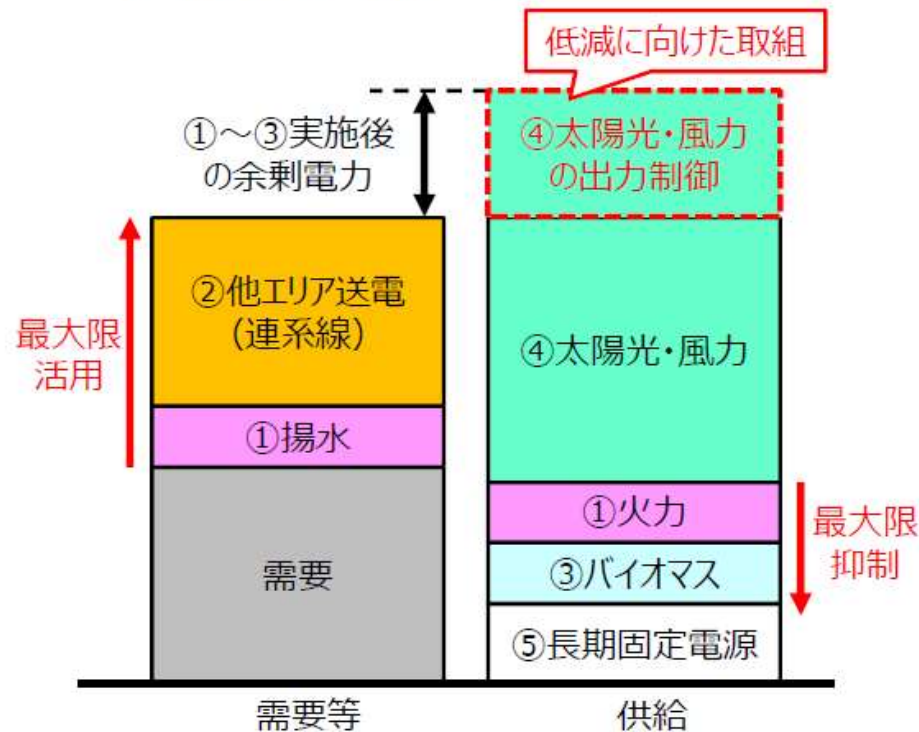 低減に向けた取組
①～③実施後
の余剰電力
④太陽光・風力
の出力制御
最大限
活用
②他エリア送電
(連系線)
④太陽光・風力
①揚水
①火力
最大限
抑制
需要
③バイオマス
⑤長期固定電源
需要等
供給